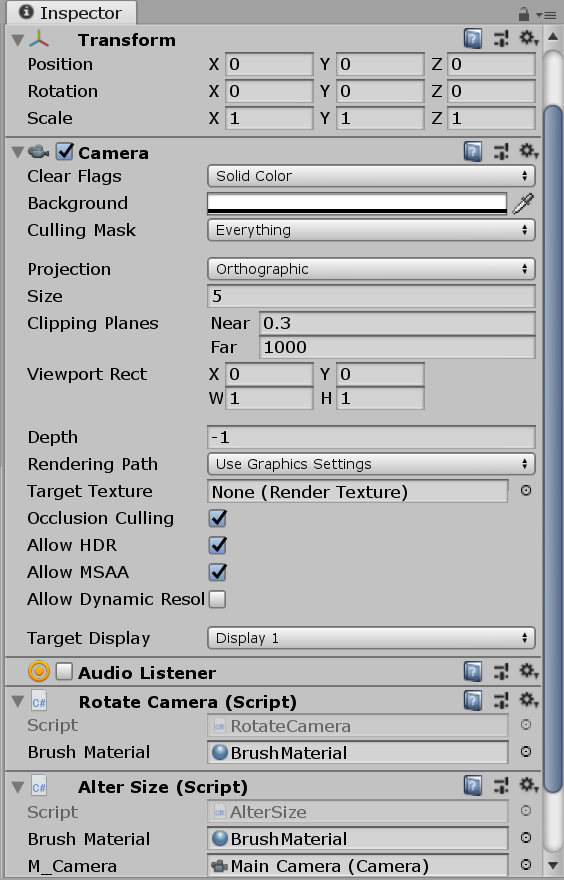 Inspector
Transform
Position X 0 Y 0 Z 0
Rotation X 0 Y 0 Z 0
Scale X 1 Y 1 Z 1
Camera
Clear Flags Solid Color
Background
Culling Mask Everything
Projection Orthographic
Size 5
Clipping Planes Near 0.3
Far 1000
Viewport Rect X 0 Y 0
W 1 H 1
Depth -1
Rendering Path Use Graphics Settings
Target Texture None (Render Texture)
Occlusion Culling
Allow HDR
Allow MSAA
Allow Dynamic Resol
Target Display Display 1
Audio Listener
C# Rotate Camera (Script)
Script RotateCamera
Brush Material BrushMaterial
C# Alter Size (Script)
Script AlterSize
Brush Material BrushMaterial
M_Camera Main Camera (Camera)